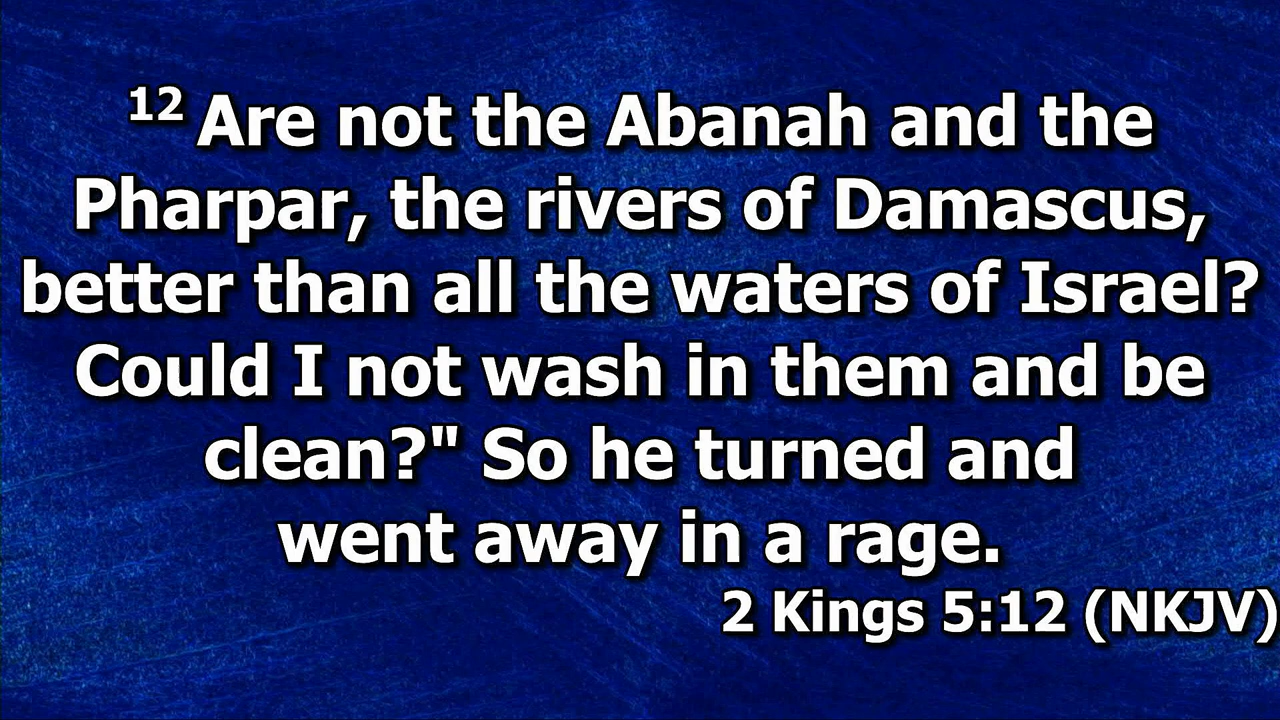 12 Are not the Abanah and the
Pharpar, the rivers of Damascus,
better than all the waters of Israel?
Could I not wash in them and be
clean?" So he turned and
went away in a rage.
2 Kings 5:12 (NKJV)